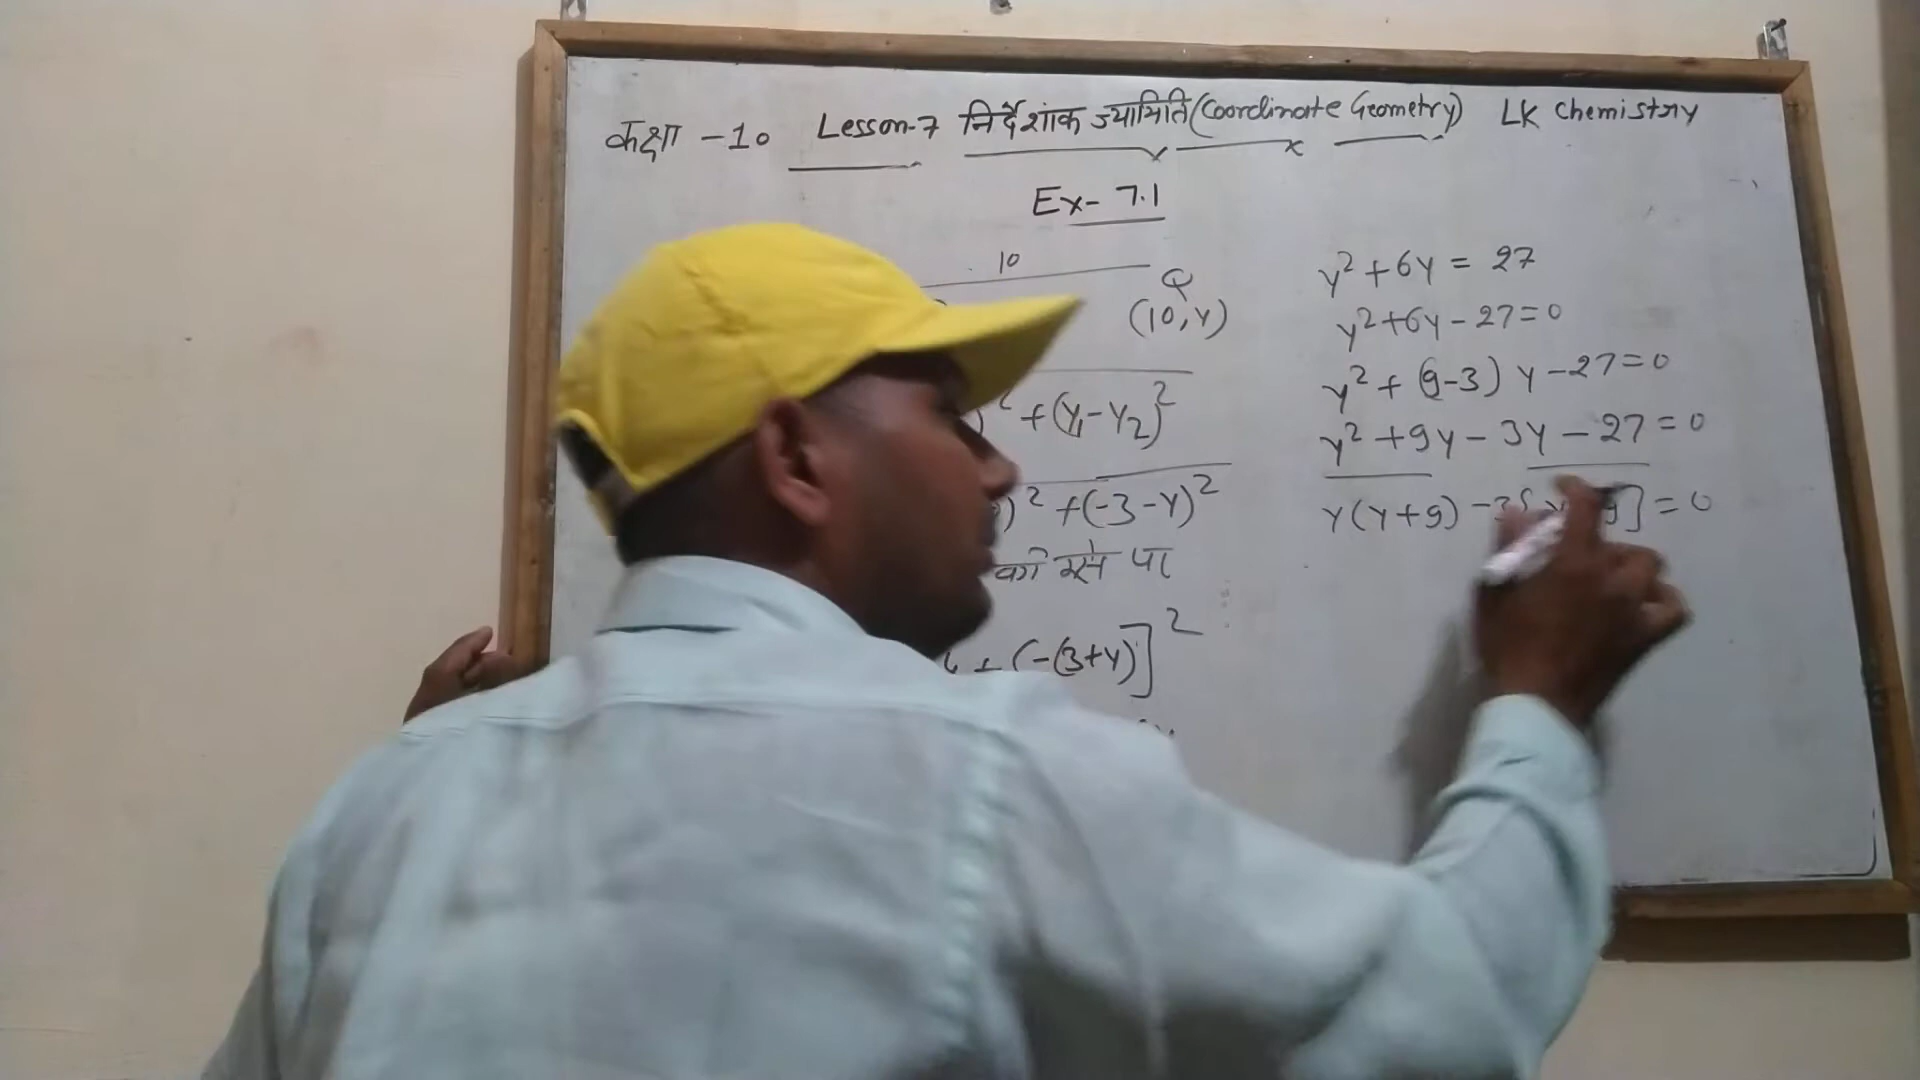 कक्षा -10 Lesson-7 निर्देशांक ज्यामिति (Coordinate Geometry) LK Chemistry
Ex- 7.1
10
Q
(10,y)
)² +(y₁-y₂)²
)² +(-3-y)²
को
+ (-(3+y)]²
y²+6y = 27
y²+6y-27=0
y² + (9-3) y-27=0
y² +9y - 3y - 27 = 0
y(y+9) -3[y 9] = 0